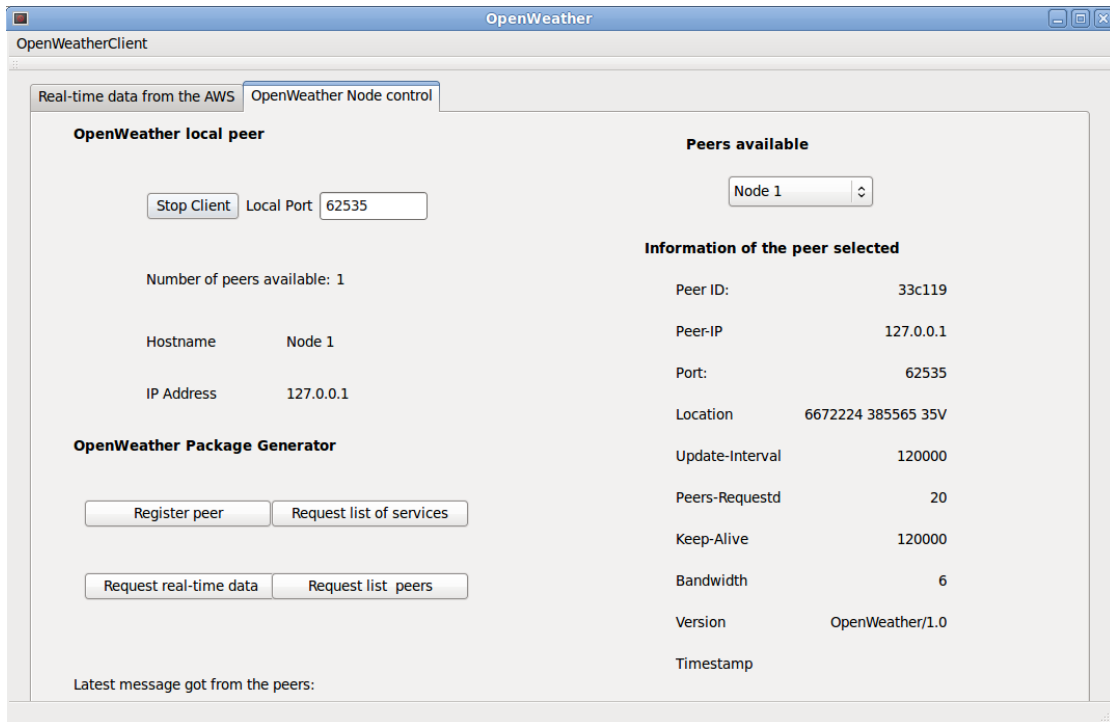 OpenWeather
OpenWeatherClient
Real-time data from the AWS
OpenWeather Node control
OpenWeather local peer
Stop Client Local Port 62535
Number of peers available: 1
Hostname Node 1
IP Address 127.0.0.1
OpenWeather Package Generator
Register peer Request list of services
Request real-time data Request list peers
Latest message got from the peers:
Peers available
Node 1
Information of the peer selected
Peer ID: 33c119
Peer-IP 127.0.0.1
Port: 62535
Location 6672224 385565 35V
Update-Interval 120000
Peers-Requestd 20
Keep-Alive 120000
Bandwidth 6
Version OpenWeather/1.0
Timestamp